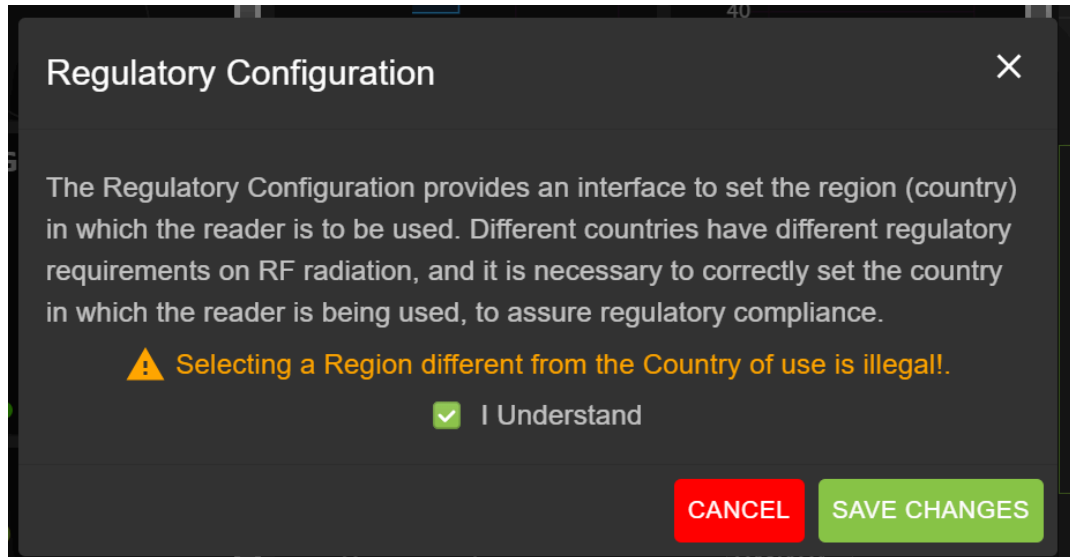 40
Regulatory Configuration
The Regulatory Configuration provides an interface to set the region (country)
in which the reader is to be used. Different countries have different regulatory
requirements on RF radiation, and it is necessary to correctly set the country
in which the reader is being used, to assure regulatory compliance.
Selecting a Region different from the Country of use is illegal!.
I Understand
CANCEL
SAVE CHANGES